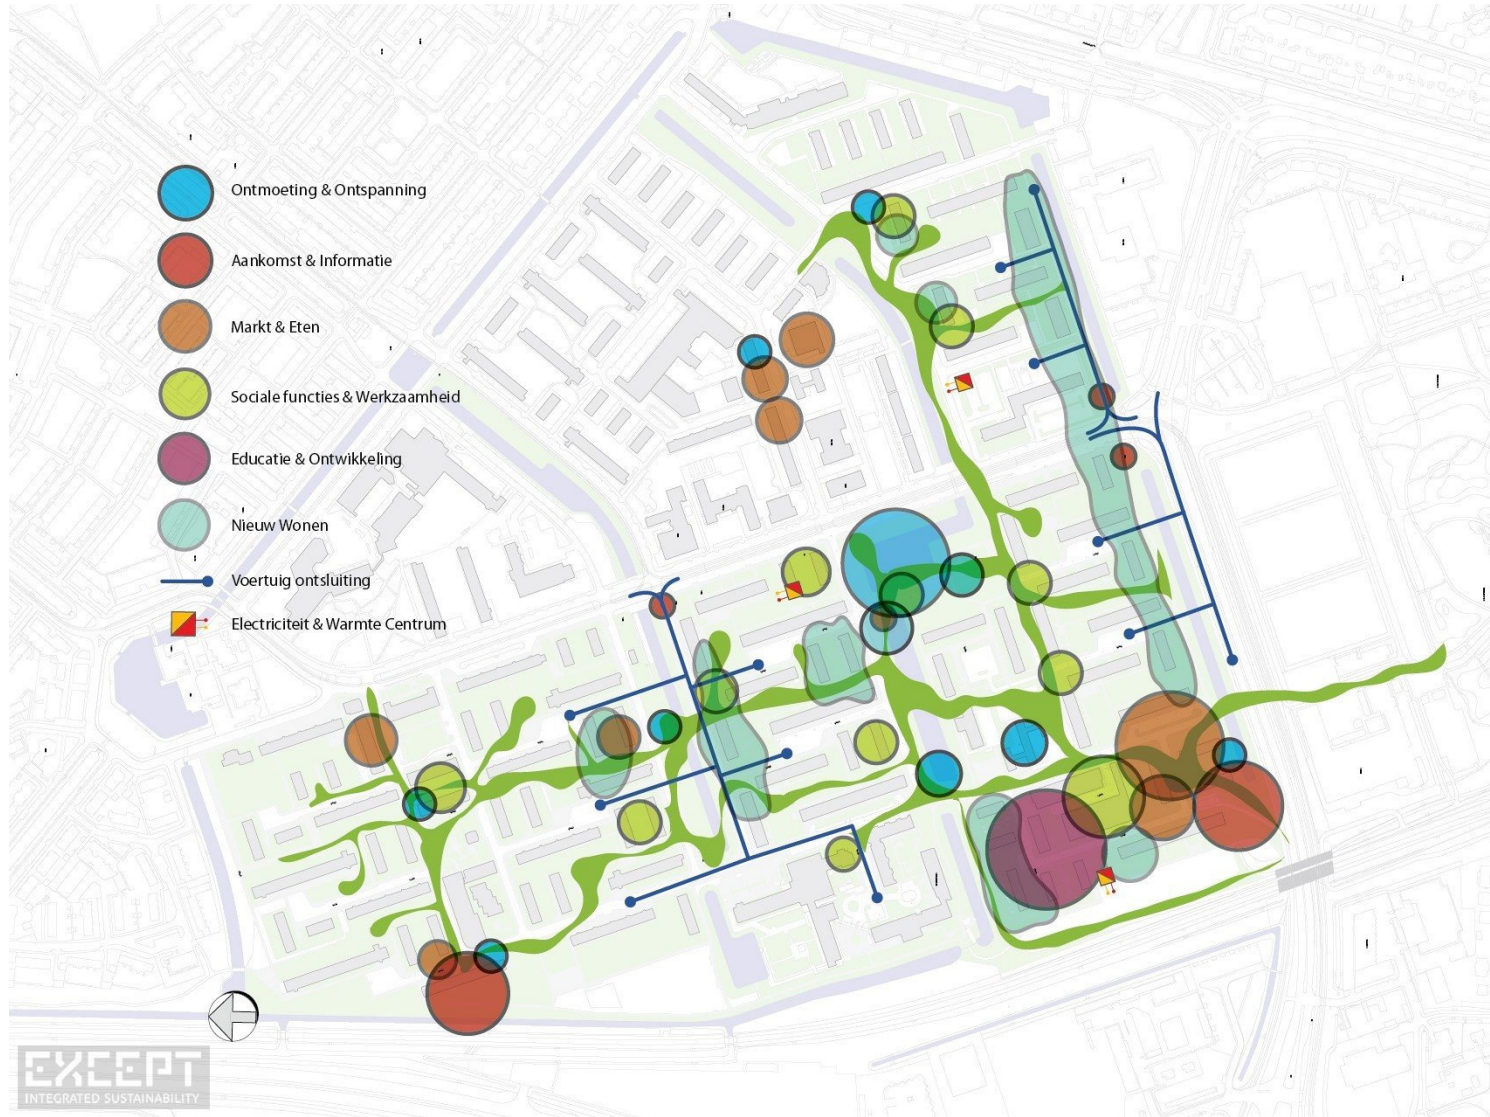 Ontmoeting & Ontspanning
Aankomst & Informatie
Markt & Eten
Sociale functies & Werkzaamheid
Educatie & Ontwikkeling
Nieuw Wonen
Voertuig ontsluiting
Electriciteit & Warmte Centrum
EXCEPT
INTEGRATED SUSTAINABILITY